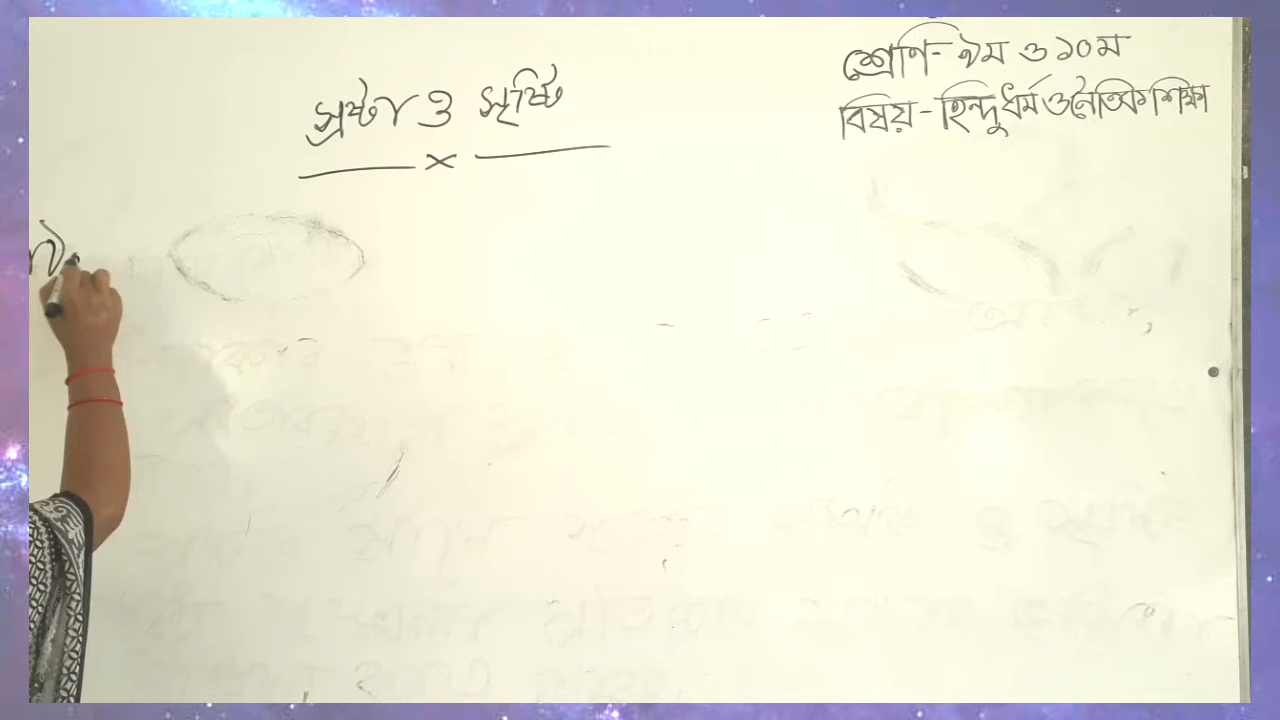 শ্রেণি- ৯ম ও ১০ম
বিষয় - হিন্দু ধর্ম ও নৈতিক শিক্ষা
স্রষ্টা ও সৃষ্টি